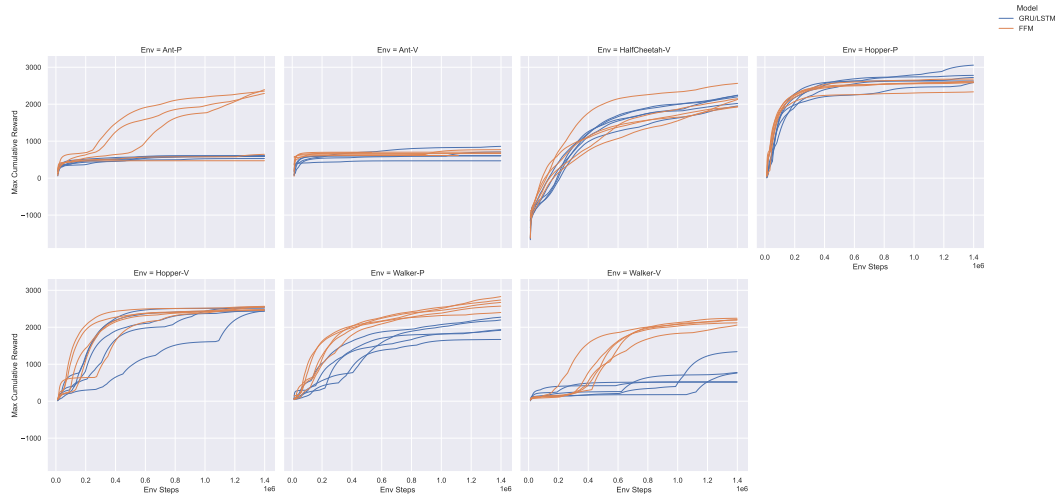 Model
GRU/LSTM
FFM
Env = Ant-P
Env = Ant-V
Env = HalfCheetah-V
Env = Hopper-P
3000
2000
1000
0
−1000
Max Cumulative Reward
0.0 0.2 0.4 0.6 0.8 1.0 1.2 1.4
1e6
Env Steps
Env = Hopper-V
Env = Walker-P
Env = Walker-V
3000
2000
1000
0
−1000
Max Cumulative Reward
0.0 0.2 0.4 0.6 0.8 1.0 1.2 1.4
1e6
Env Steps
0.0 0.2 0.4 0.6 0.8 1.0 1.2 1.4
1e6
Env Steps
0.0 0.2 0.4 0.6 0.8 1.0 1.2 1.4
1e6
Env Steps